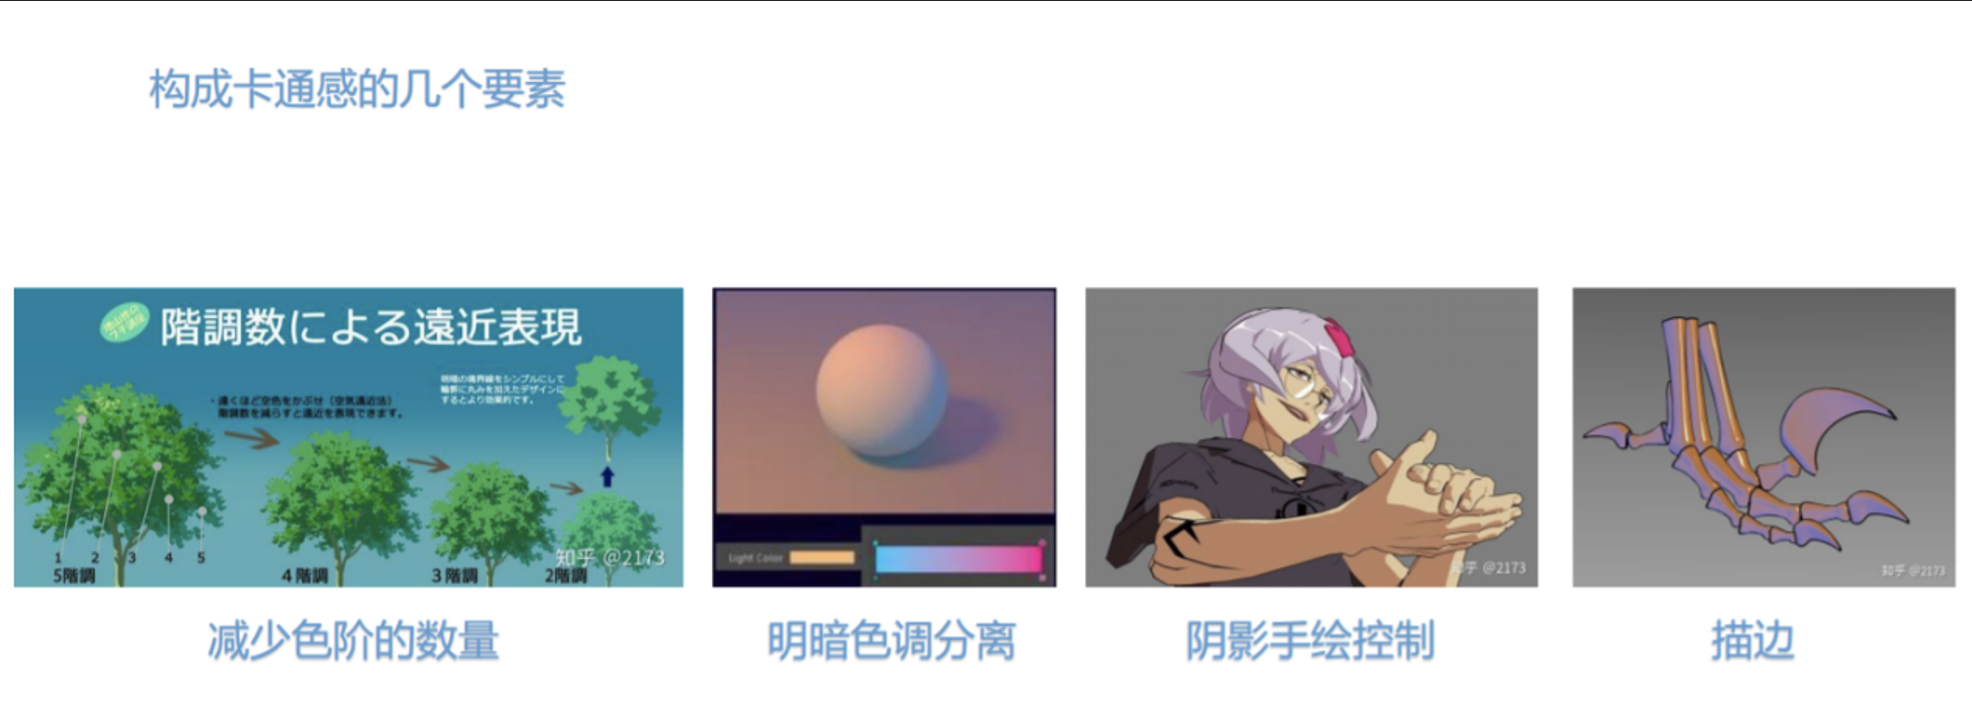 构成卡通感的几个要素
階調数による遠近表現
・遠くほど空色をかぶせ（空気遠近法）
階調数を減らすと遠近を表現できます。
明暗の境界線をシンプルにして
輪郭に丸みを加えたデザインに
するとより効果的です。
1 2 3 4 5
5階調
4階調
3階調
2階調
知乎 @2173
Light Color
知乎 @2173
知乎 @2173
减少色阶的数量
明暗色调分离
阴影手绘控制
描边